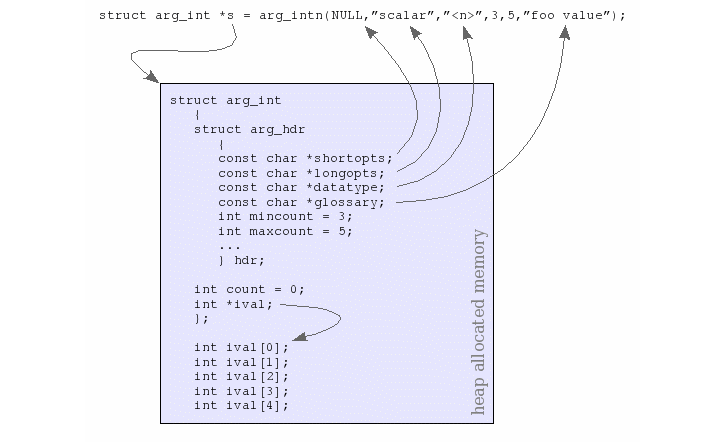 struct arg_int *s = arg_intn(NULL,"scalar","<n>",3,5,"foo value");
struct arg_int
{
struct arg_hdr
{
const char *shortopts;
const char *longopts;
const char *datatype;
const char *glossary;
int mincount = 3;
int maxcount = 5;
...
} hdr;
int count = 0;
int *ival;
};
int ival[0];
int ival[1];
int ival[2];
int ival[3];
int ival[4];
heap allocated memory